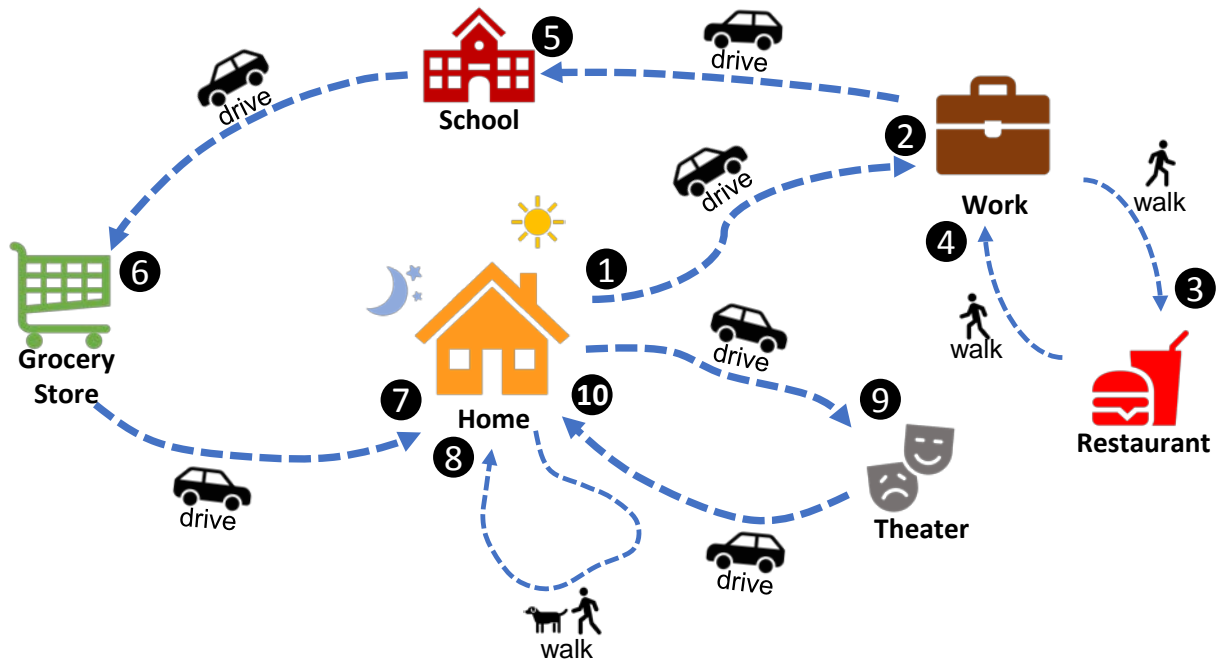 5
drive
drive
School
2
drive
Work
walk
4
6
1
3
walk
drive
Grocery
Store
7
Home
10
9
8
Restaurant
Theater
drive
drive
walk